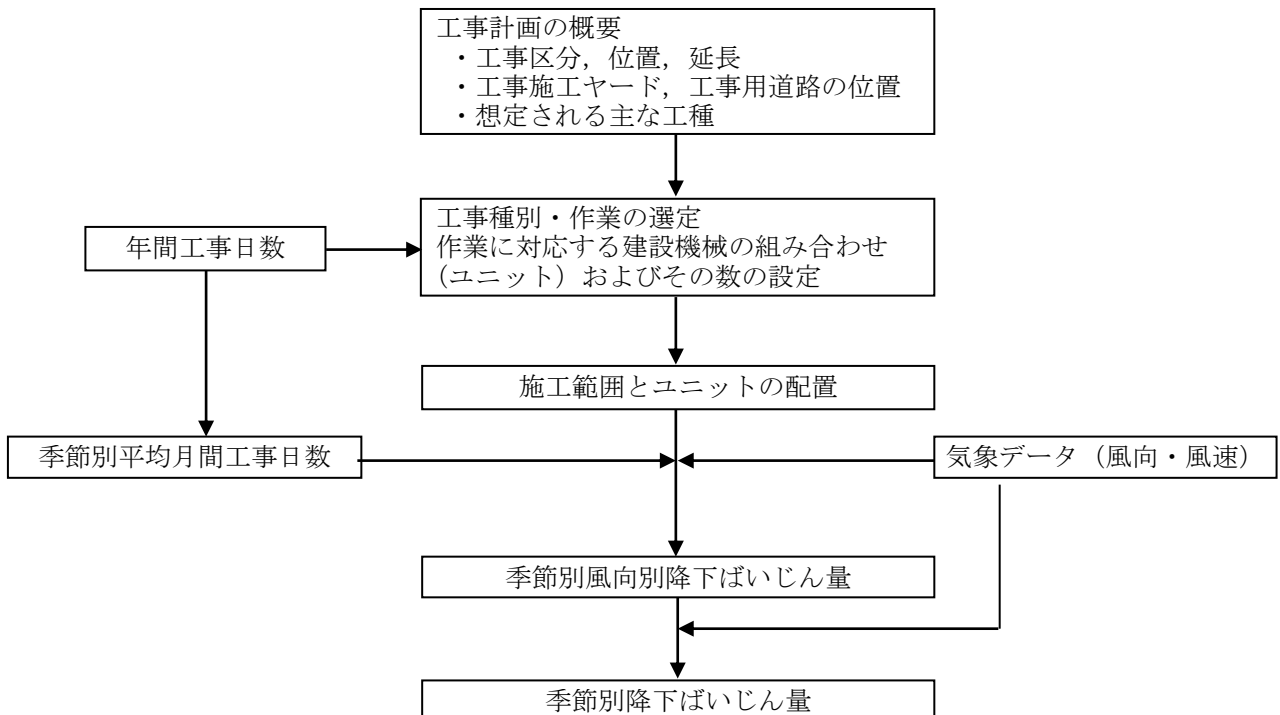 工事計画の概要
・工事区分，位置，延長
・工事施工ヤード，工事用道路の位置
・想定される主な工種
年間工事日数
工事種別・作業の選定
作業に対応する建設機械の組み合わせ
（ユニット）およびその数の設定
施工範囲とユニットの配置
季節別平均月間工事日数
気象データ（風向・風速）
季節別風向別降下ばいじん量
季節別降下ばいじん量